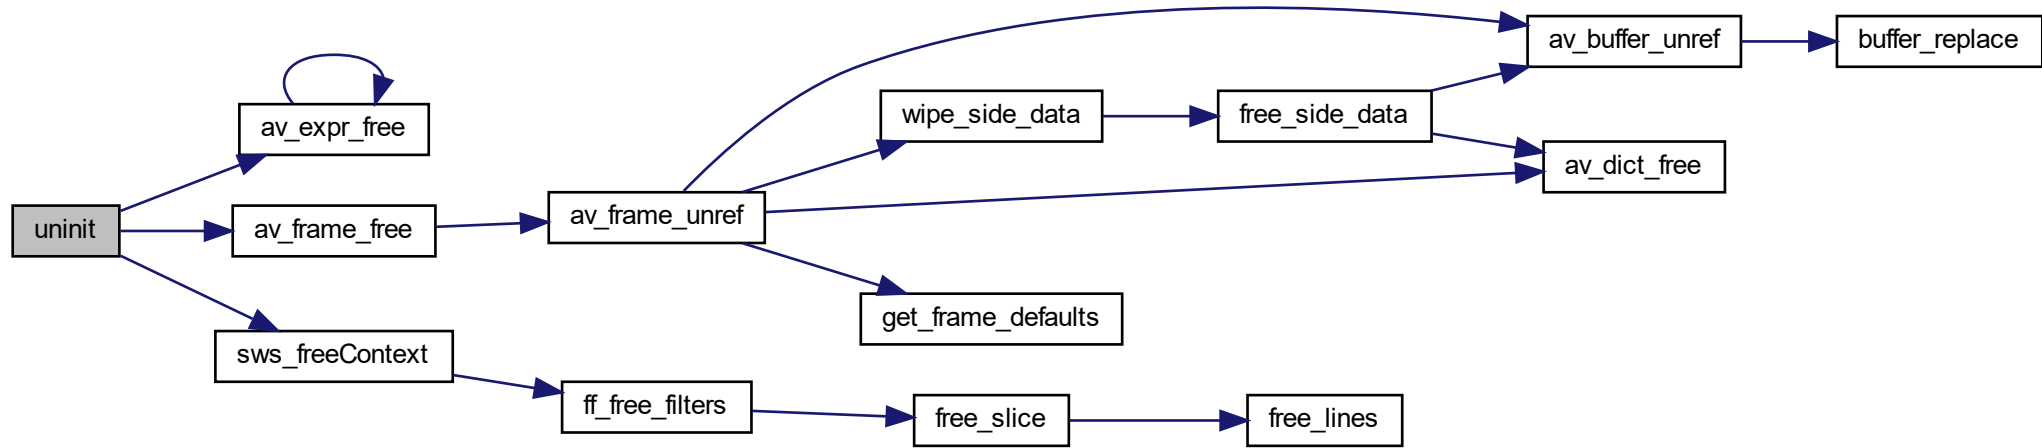 uninit
av_expr_free
av_frame_free
sws_freeContext
av_frame_unref
ff_free_filters
wipe_side_data
get_frame_defaults
free_slice
free_side_data
free_lines
av_buffer_unref
av_dict_free
buffer_replace